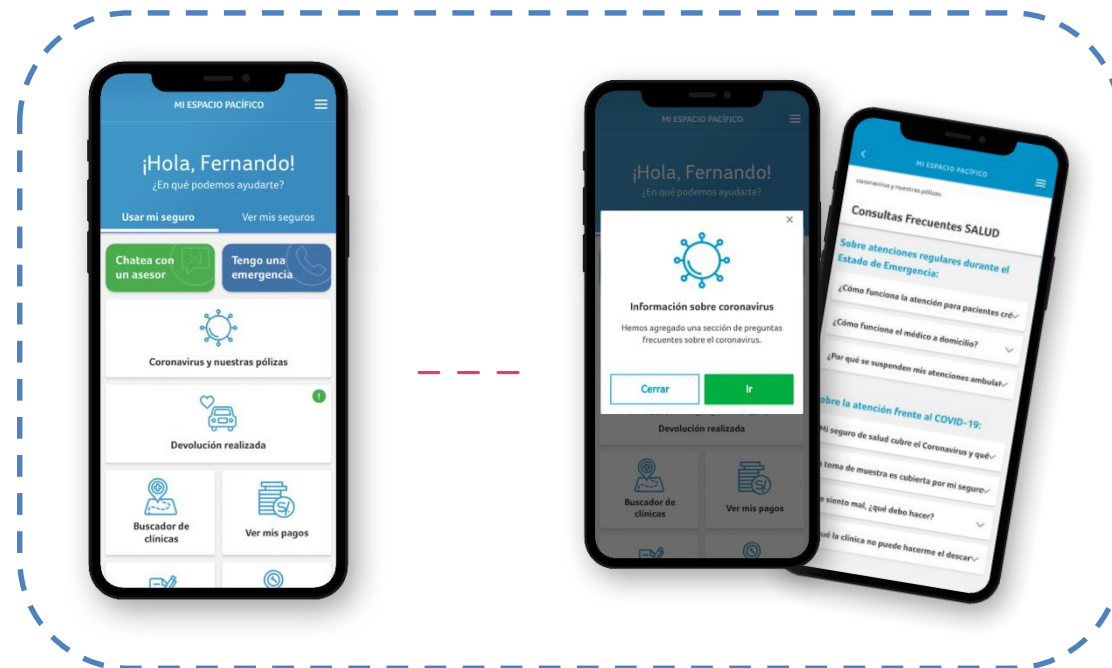 MI ESPACIO PACÍFICO
¡Hola, Fernando!
¿En qué podemos ayudarte?
Usar mi seguro
Ver mis seguros
Chatea con
un asesor
Tengo una
emergencia
Coronavirus y nuestras pólizas
Devolución realizada
Buscador de
clínicas
Ver mis pagos
MI ESPACIO PACÍFICO
¡Hola, Fernando!
¿En qué podemos ayudarte?
Información sobre coronavirus
Hemos agregado una sección de preguntas
frecuentes sobre el coronavirus.
Cerrar
Ir
Devolución realizada
Buscador de
clínicas
Ver mis pagos
MI ESPACIO PACÍFICO
coronavirus y nuestras pólizas
Consultas Frecuentes SALUD
Sobre atenciones regulares durante el
Estado de Emergencia:
¿Cómo funciona la atención para pacientes cró
¿Cómo funciona el médico a domicilio?
¿Por qué se suspenden mis atenciones ambulat
obre la atención frente al COVID-19:
Mi seguro de salud cubre el Coronavirus y qué
toma de muestra es cubierta por mi seguro
e siento mal, ¿qué debo hacer?
ué la clínica no puede hacerme el descar